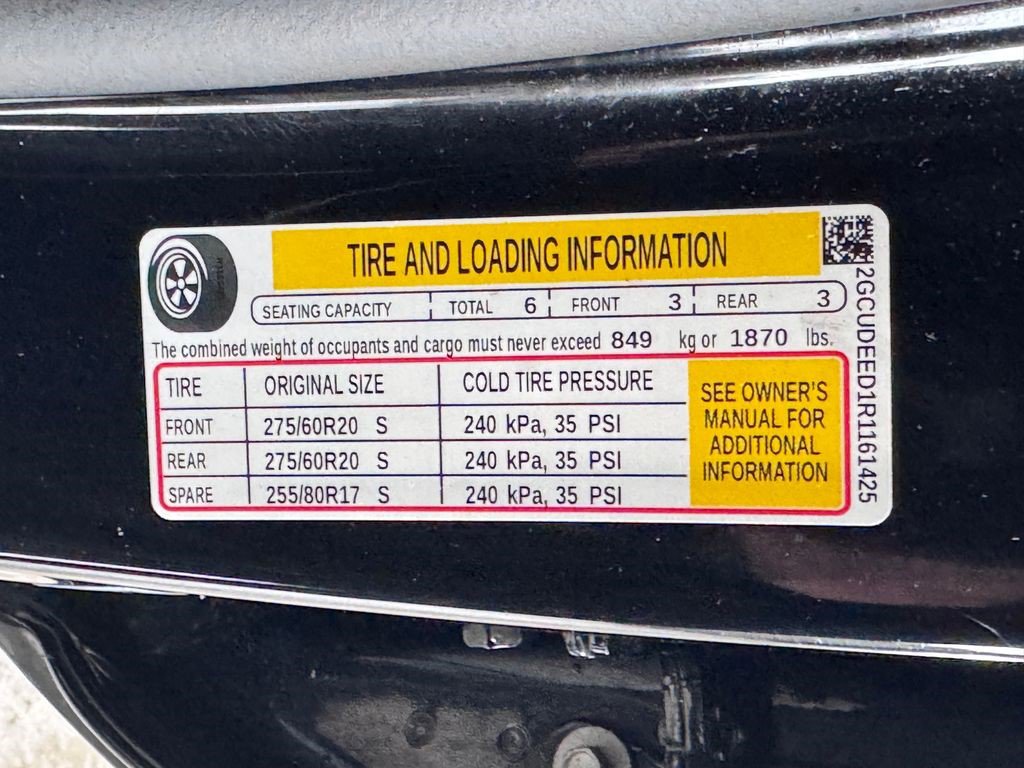 TIRE AND LOADING INFORMATION
SEATING CAPACITY TOTAL 6 FRONT 3 REAR 3
The combined weight of occupants and cargo must never exceed 849 kg or 1870 lbs.
TIRE ORIGINAL SIZE COLD TIRE PRESSURE
FRONT 275/60R20 S 240 kPa, 35 PSI
REAR 275/60R20 S 240 kPa, 35 PSI
SPARE 255/80R17 S 240 kPa, 35 PSI
SEE OWNER'S
MANUAL FOR
ADDITIONAL
INFORMATION
2GCUDEED1R1161425